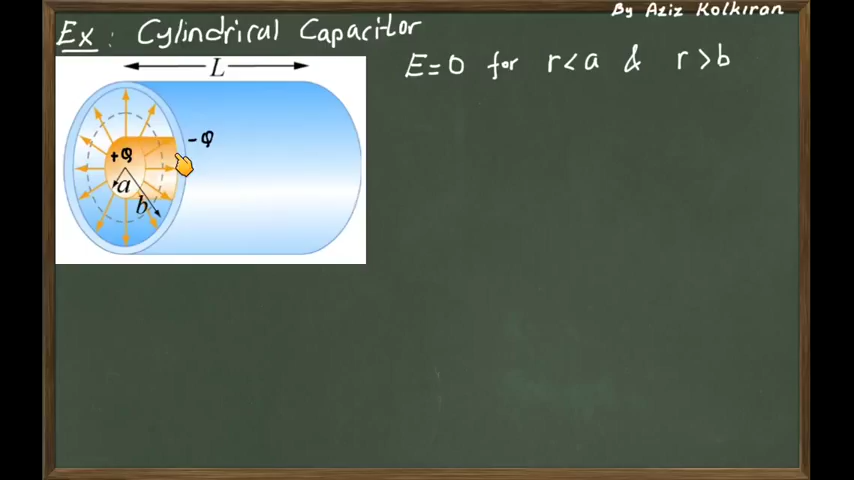 By Aziz Kolkiran
Ex: Cylindrical Capacitor
E=0 for r<a & r>b
L
-Q
+Q
a
b